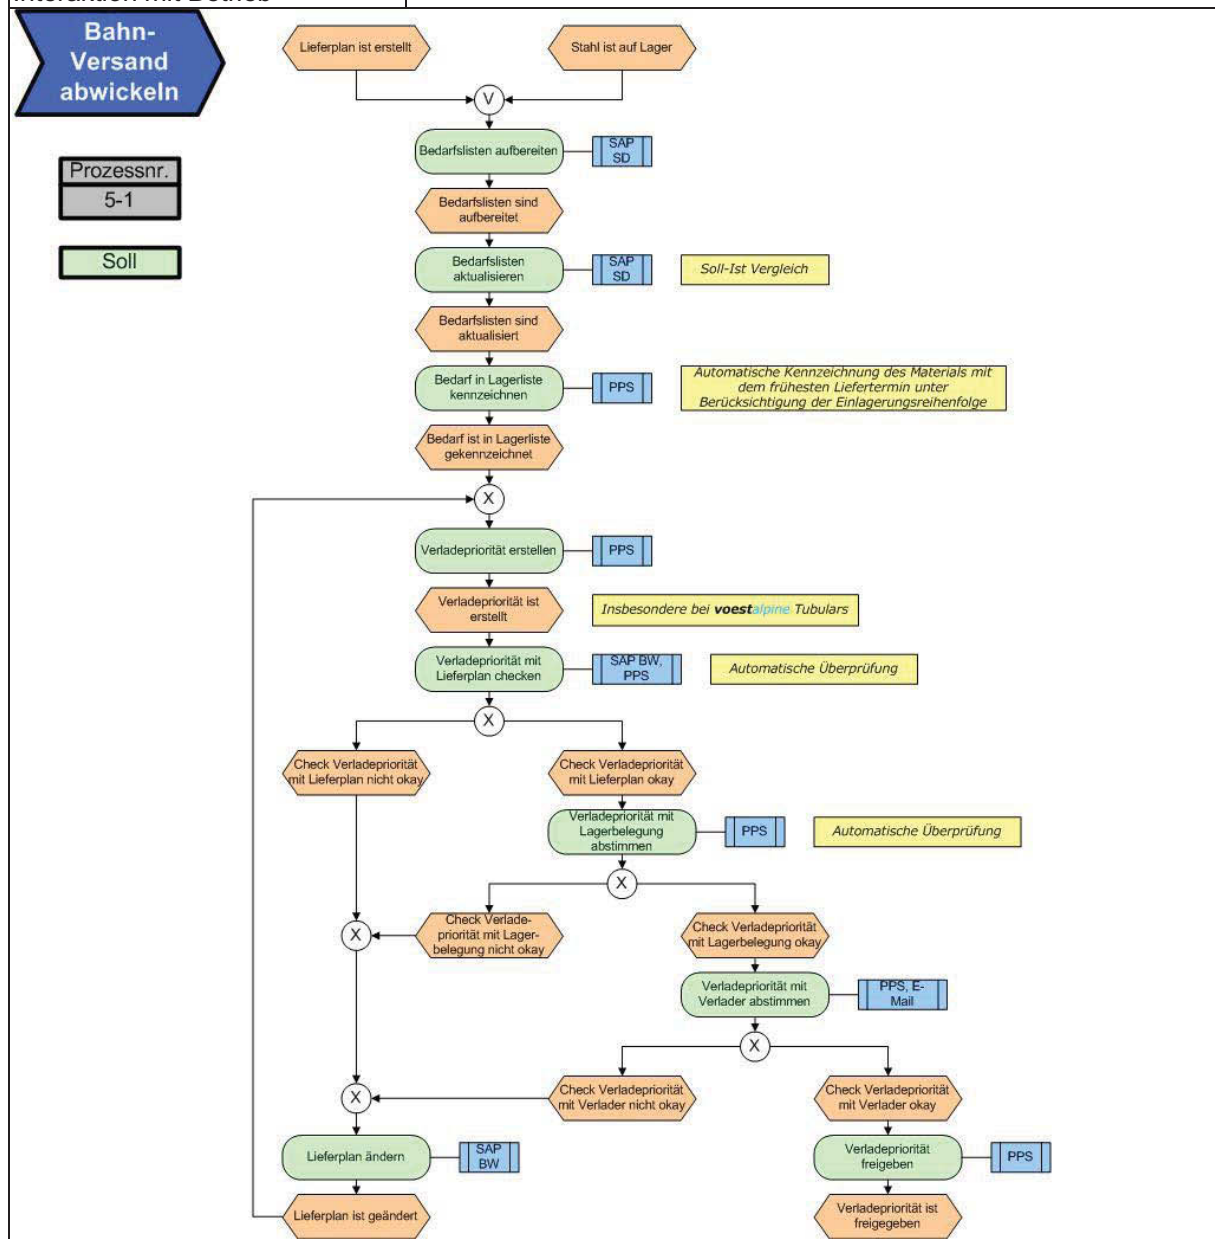 Interaktion mit Betrieb
Bahn-
Versand
abwickeln
Lieferplan ist erstellt
Stahl ist auf Lager
V
Bedarfslisten aufbereiten
SAP
SD
Prozessnr.
5-1
Bedarfslisten sind
aufbereitet
Soll
Bedarfslisten
aktualisieren
SAP
SD
Soll-Ist Vergleich
Bedarfslisten sind
aktualisiert
Bedarf in Lagerliste
kennzeichnen
PPS
Automatische Kennzeichnung des Materials mit
dem frühesten Liefertermin unter
Berücksichtigung der Einlagerungsreihenfolge
Bedarf ist in Lagerliste
gekennzeichnet
X
Verladepriorität erstellen
PPS
Verladepriorität ist
erstellt
Insbesondere bei voestalpine Tubulars
Verladepriorität mit
Lieferplan checken
SAP BW,
PPS
Automatische Überprüfung
X
Check Verladepriorität
mit Lieferplan nicht okay
Check Verladepriorität
mit Lieferplan okay
Verladepriorität mit
Lagerbelegung
abstimmen
PPS
Automatische Überprüfung
X
X
Check Verlade-
priorität mit Lager-
belegung nicht okay
Check Verladepriorität
mit Lagerbelegung okay
Verladepriorität mit
Verlader abstimmen
PPS, E-
Mail
X
X
Check Verladepriorität
mit Verlader nicht okay
Check Verladepriorität
mit Verlader okay
Lieferplan ändern
SAP
BW
Verladepriorität
freigeben
PPS
Lieferplan ist geändert
Verladepriorität ist
freigegeben